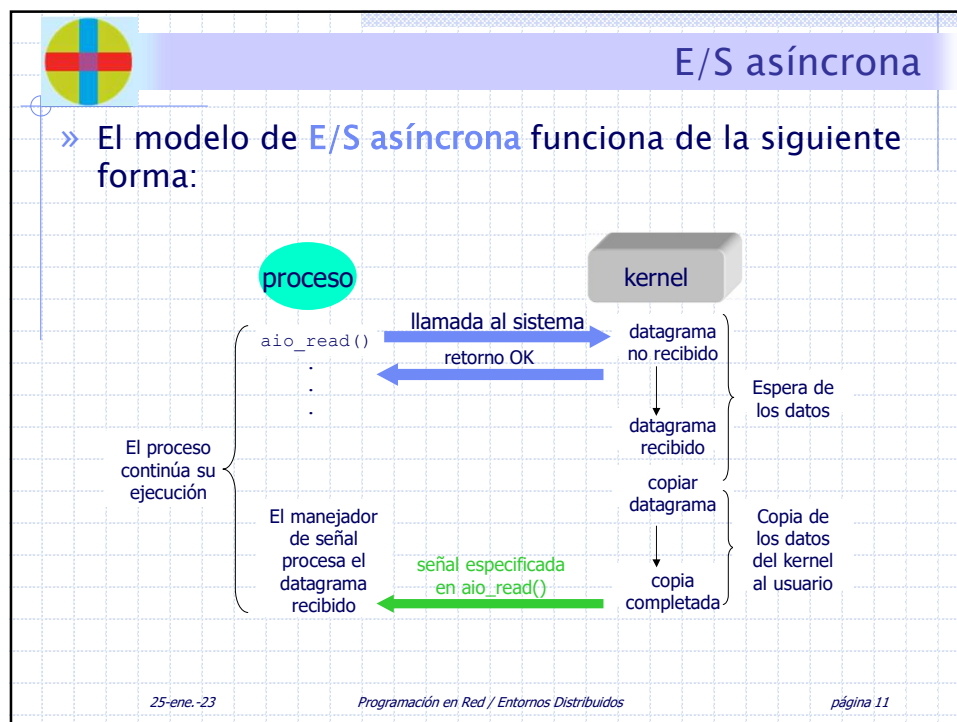 E/S asíncrona
» El modelo de E/S asíncrona funciona de la siguiente
forma:
proceso
kernel
aio_read()
.
.
.
llamada al sistema
retorno OK
datagrama
no recibido
datagrama
recibido
Espera de
los datos
El proceso
continúa su
ejecución
copiar
datagrama
copia
completada
Copia de
los datos
del kernel
al usuario
El manejador
de señal
procesa el
datagrama
recibido
señal especificada
en aio_read()
25-ene.-23
Programación en Red / Entornos Distribuidos
página 11